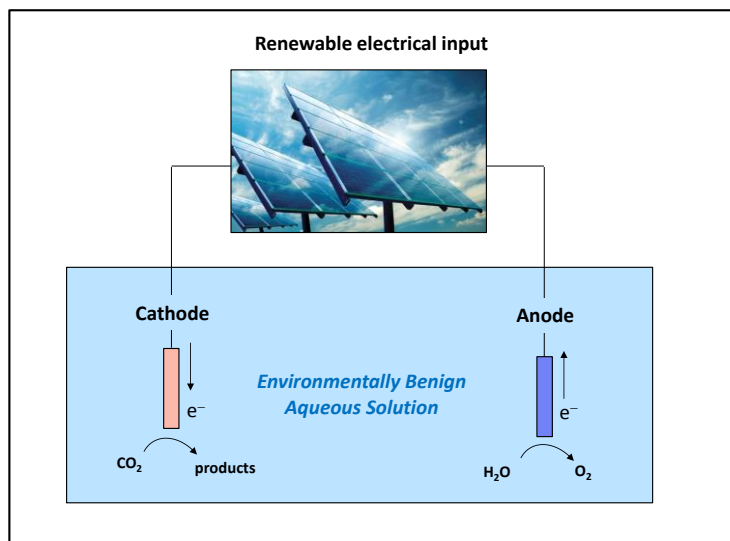 Renewable electrical input
Cathode
Anode
Environmentally Benign
Aqueous Solution
e⁻
e⁻
CO₂
products
H₂O
O₂